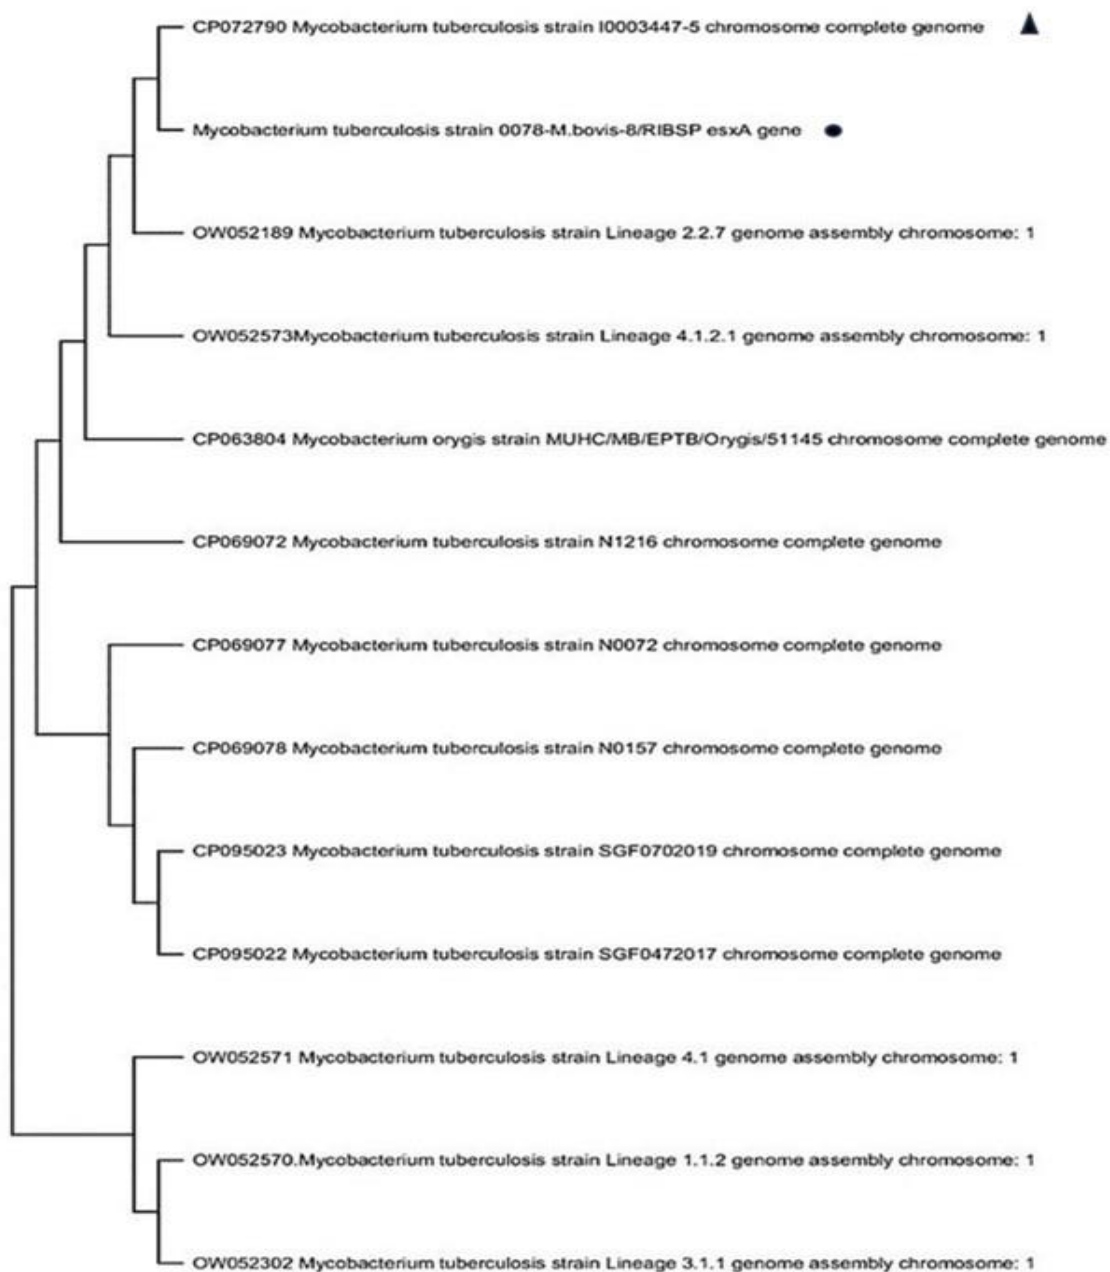 CP072790 Mycobacterium tuberculosis strain I0003447-5 chromosome complete genome
Mycobacterium tuberculosis strain 0078-M.bovis-8/RIBSP esxA gene
OW052189 Mycobacterium tuberculosis strain Lineage 2.2.7 genome assembly chromosome: 1
OW052573Mycobacterium tuberculosis strain Lineage 4.1.2.1 genome assembly chromosome: 1
CP063804 Mycobacterium orygis strain MUHC/MB/EPTB/Orygis/51145 chromosome complete genome
CP069072 Mycobacterium tuberculosis strain N1216 chromosome complete genome
CP069077 Mycobacterium tuberculosis strain N0072 chromosome complete genome
CP069078 Mycobacterium tuberculosis strain N0157 chromosome complete genome
CP095023 Mycobacterium tuberculosis strain SGF0702019 chromosome complete genome
CP095022 Mycobacterium tuberculosis strain SGF0472017 chromosome complete genome
OW052571 Mycobacterium tuberculosis strain Lineage 4.1 genome assembly chromosome: 1
OW052570.Mycobacterium tuberculosis strain Lineage 1.1.2 genome assembly chromosome: 1
OW052302 Mycobacterium tuberculosis strain Lineage 3.1.1 genome assembly chromosome: 1